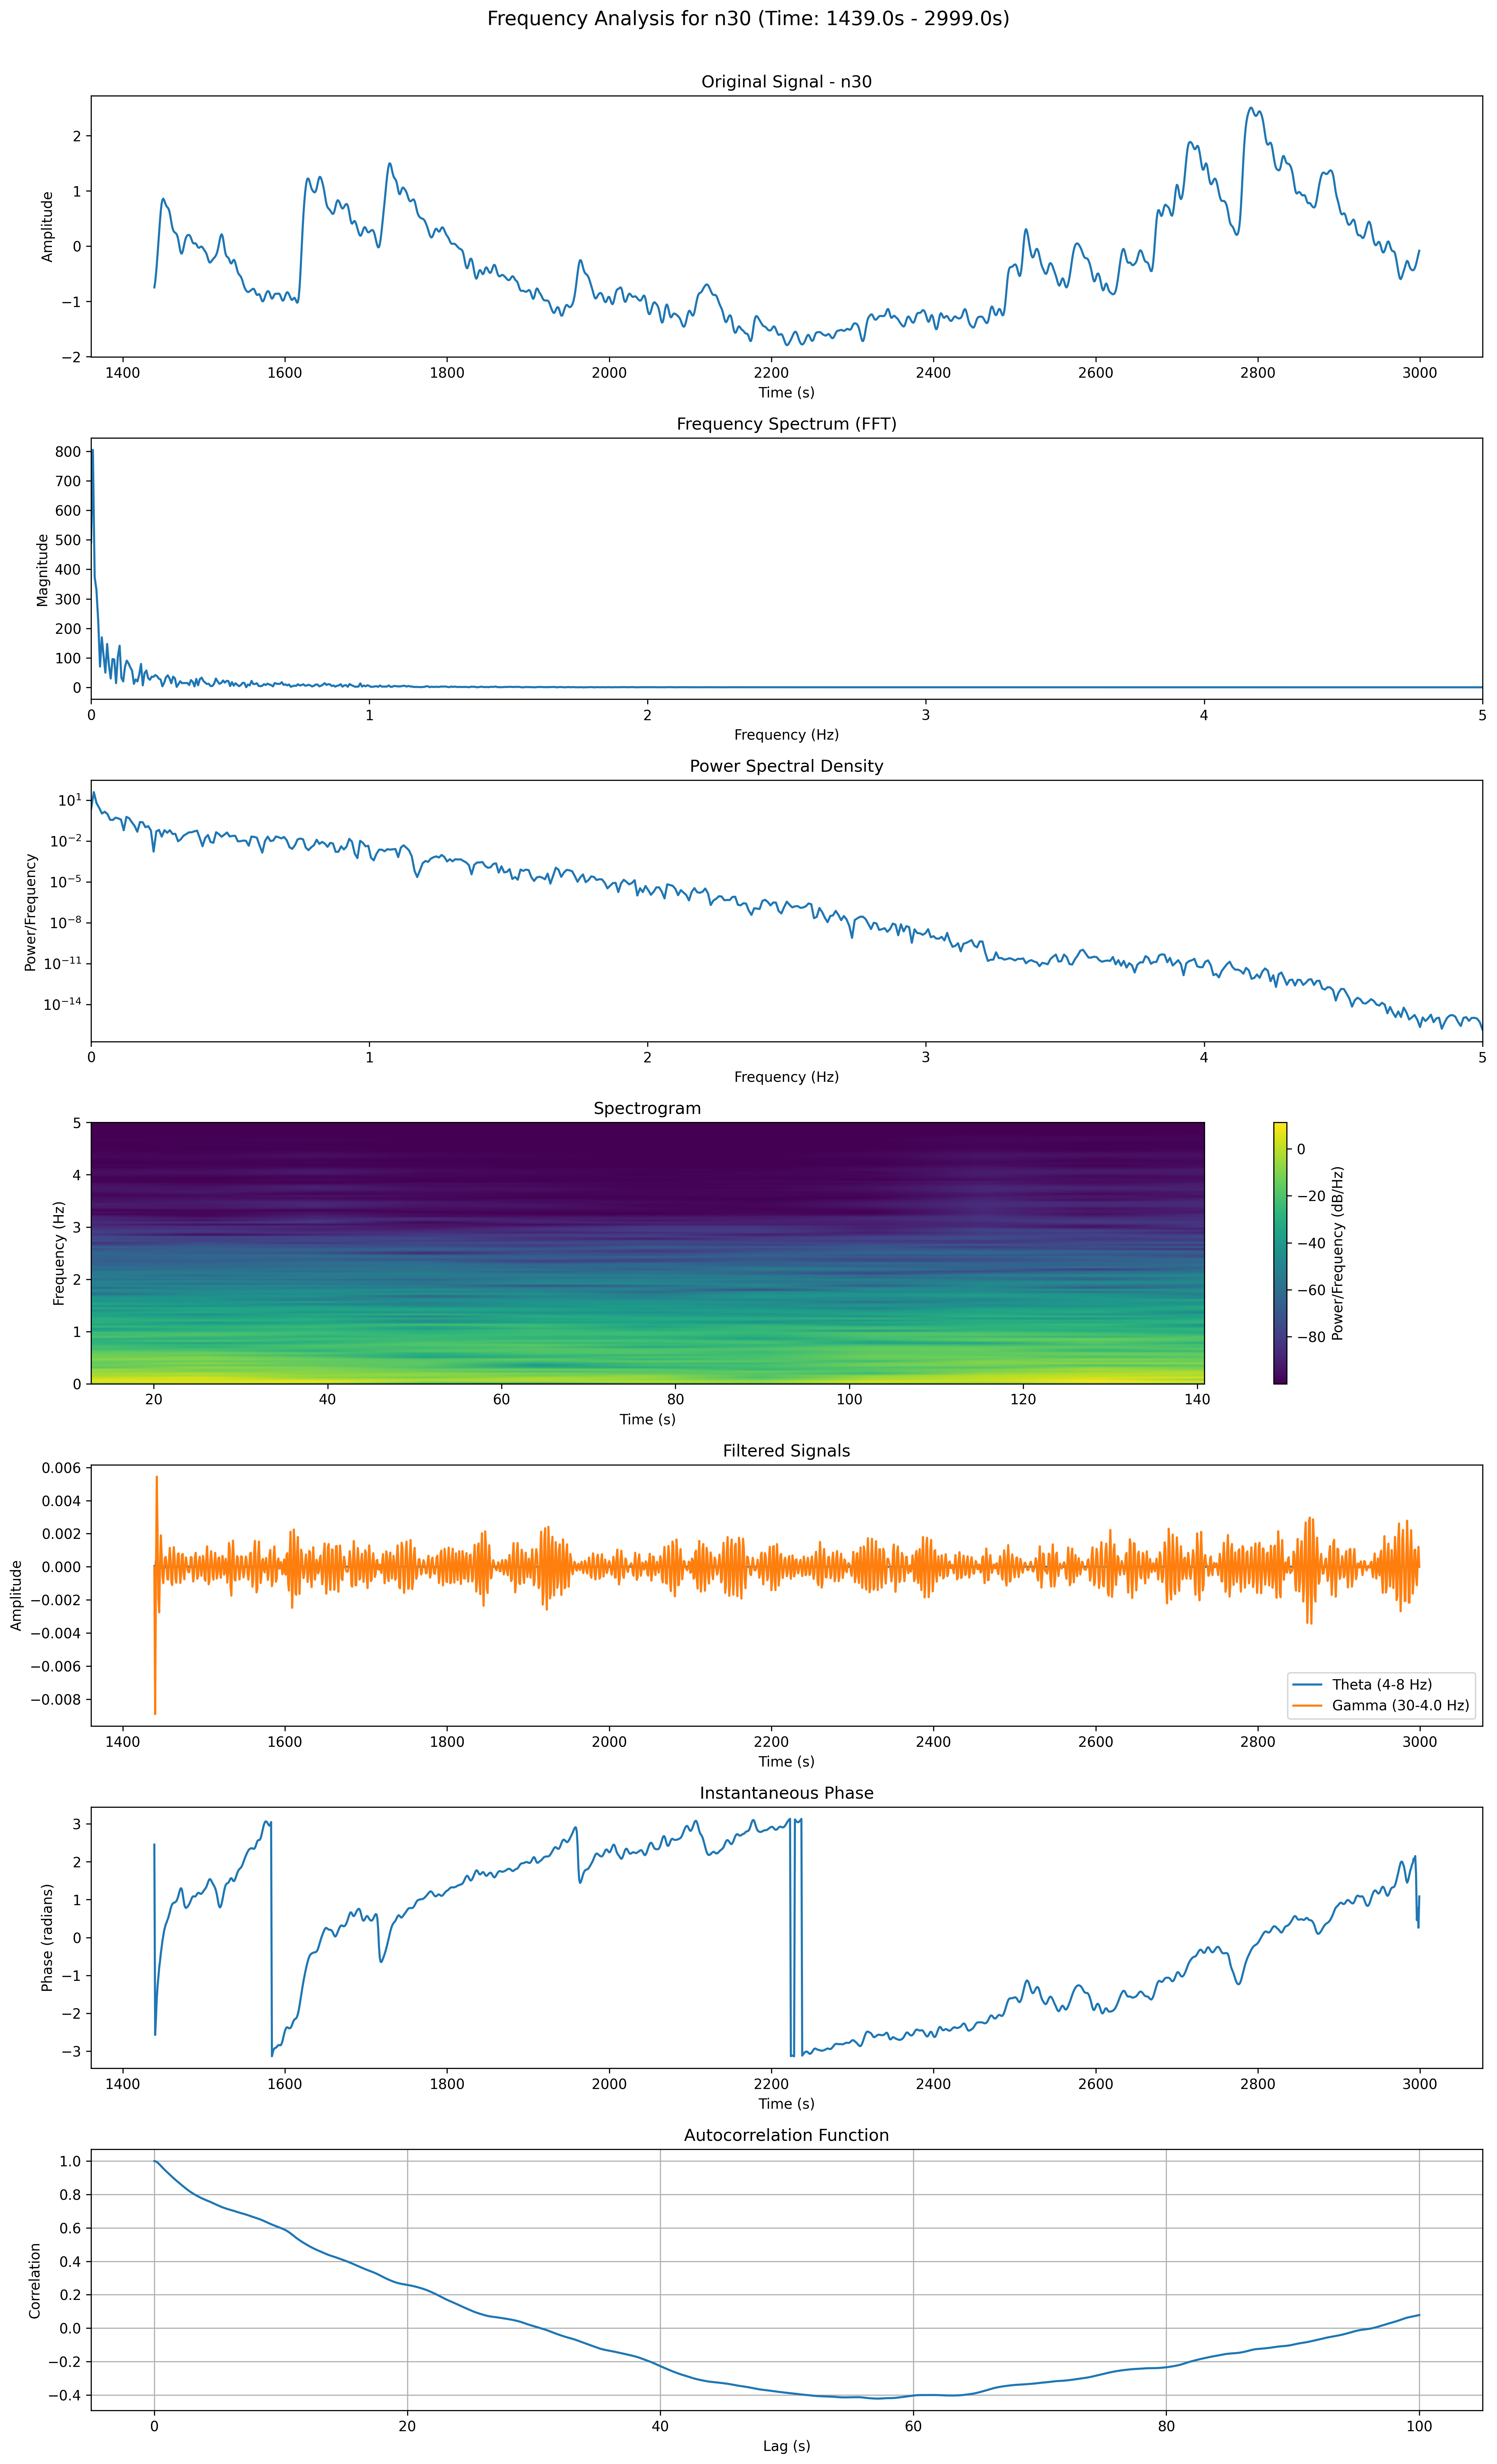 Frequency Analysis for n30 (Time: 1439.0s - 2999.0s)
Original Signal - n30
Amplitude
2
1
0
−1
−2
1400 1600 1800 2000 2200 2400 2600 2800 3000
Time (s)
Frequency Spectrum (FFT)
Magnitude
800
700
600
500
400
300
200
100
0
0 1 2 3 4 5
Frequency (Hz)
Power Spectral Density
Power/Frequency
10^1
10^−2
10^−5
10^−8
10^−11
10^−14
0 1 2 3 4 5
Frequency (Hz)
Spectrogram
Frequency (Hz)
5
4
3
2
1
0
20 40 60 80 100 120 140
Time (s)
0
−20
−40
−60
−80
Power/Frequency (dB/Hz)
Filtered Signals
Amplitude
0.006
0.004
0.002
0.000
−0.002
−0.004
−0.006
−0.008
Theta (4-8 Hz)
Gamma (30-4.0 Hz)
1400 1600 1800 2000 2200 2400 2600 2800 3000
Time (s)
Instantaneous Phase
Phase (radians)
3
2
1
0
−1
−2
−3
1400 1600 1800 2000 2200 2400 2600 2800 3000
Time (s)
Autocorrelation Function
Correlation
1.0
0.8
0.6
0.4
0.2
0.0
−0.2
−0.4
0 20 40 60 80 100
Lag (s)